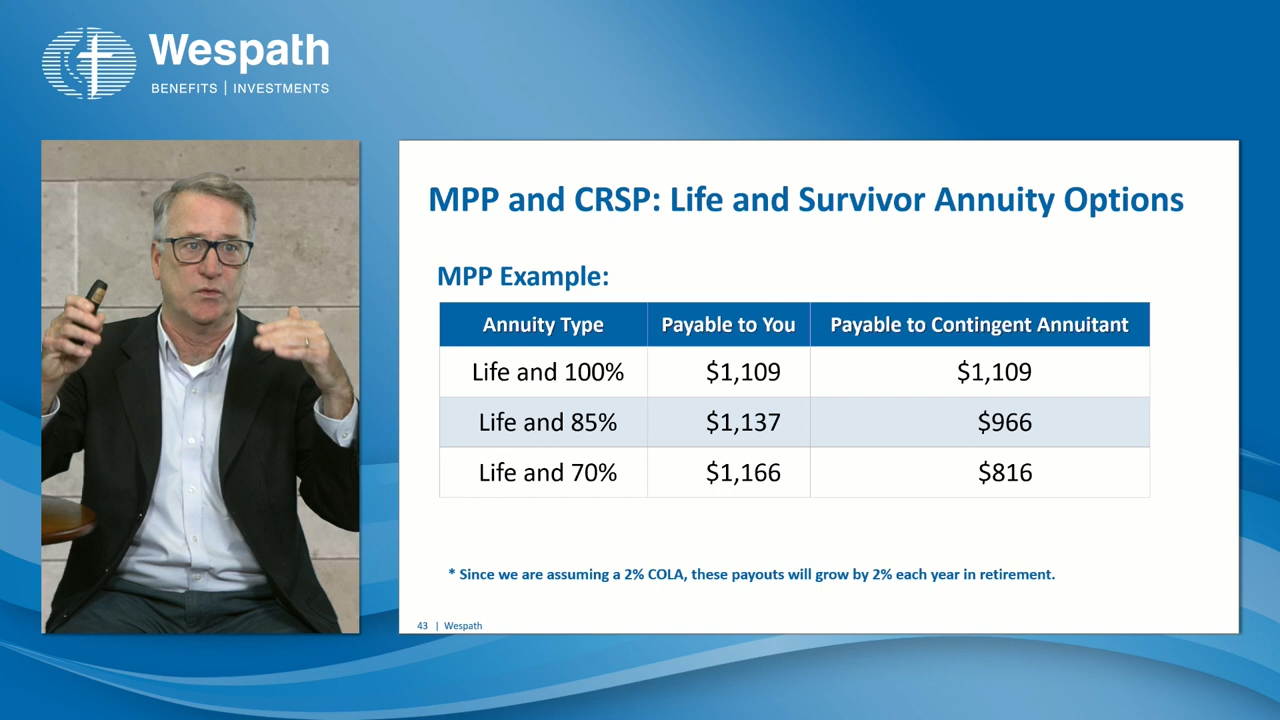 Wespath
BENEFITS | INVESTMENTS
MPP and CRSP: Life and Survivor Annuity Options
MPP Example:
Annuity Type Payable to You Payable to Contingent Annuitant
Life and 100% $1,109 $1,109
Life and 85% $1,137 $966
Life and 70% $1,166 $816
* Since we are assuming a 2% COLA, these payouts will grow by 2% each year in retirement.
43 | Wespath